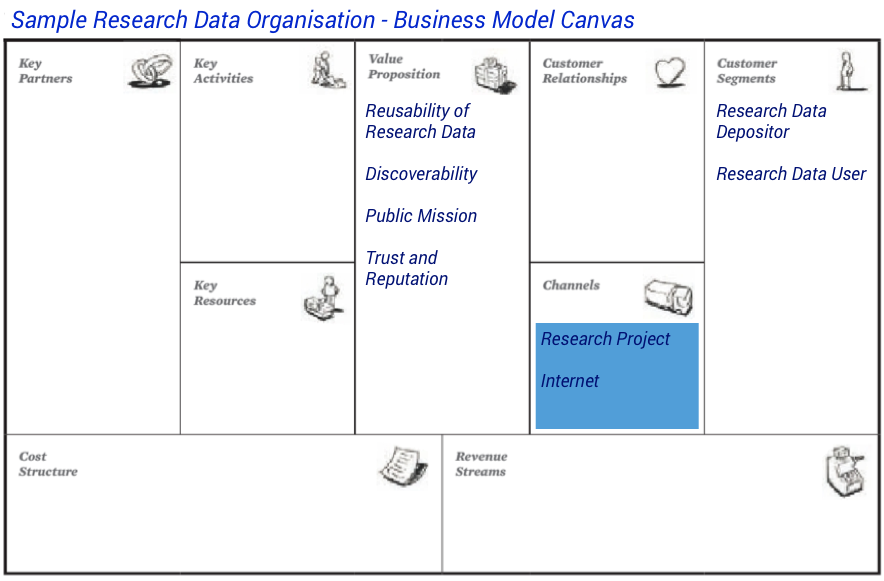 Sample Research Data Organisation - Business Model Canvas
Key
Partners
Key
Activities
Value
Proposition
Reusability of
Research Data
Discoverability
Public Mission
Trust and
Reputation
Customer
Relationships
Customer
Segments
Research Data
Depositor
Research Data User
Key
Resources
Channels
Research Project
Internet
Cost
Structure
Revenue
Streams